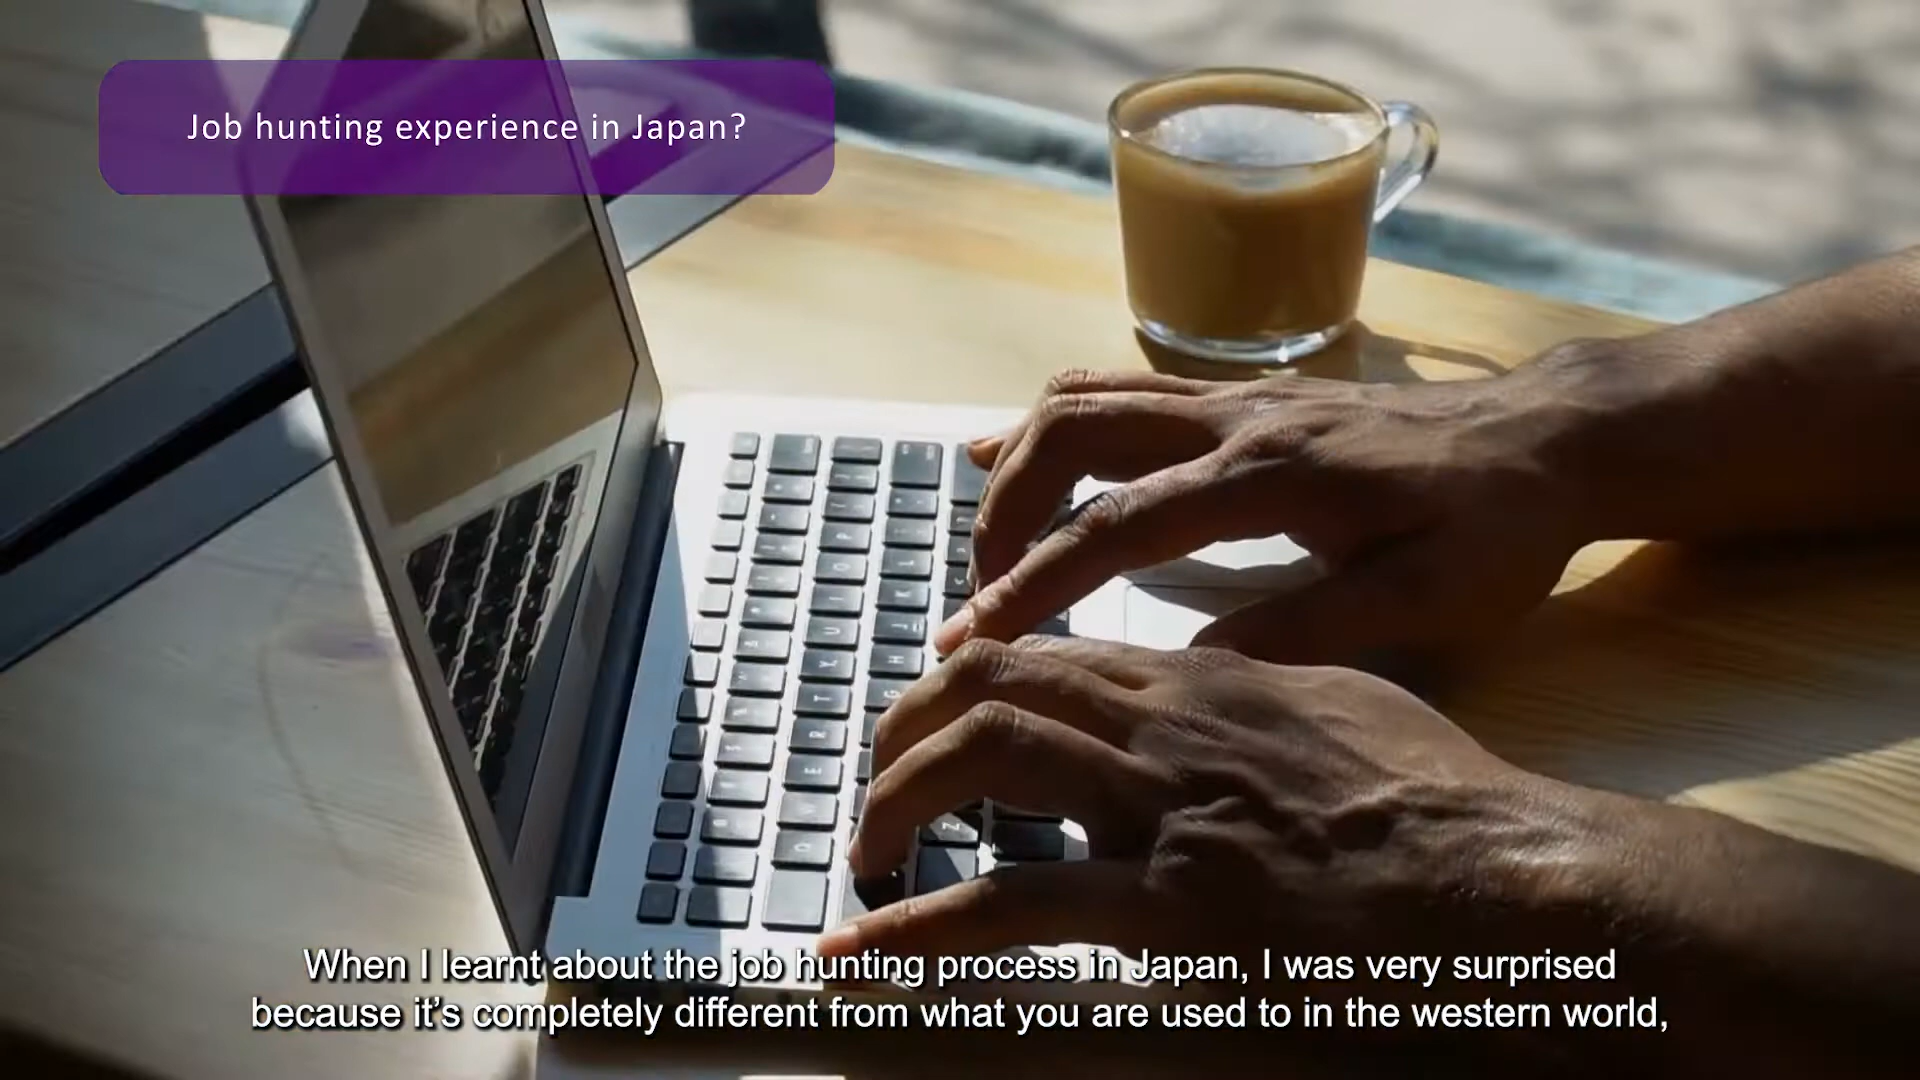 Job hunting experience in Japan?
When I learnt about the job hunting process in Japan, I was very surprised
because it's completely different from what you are used to in the western world,